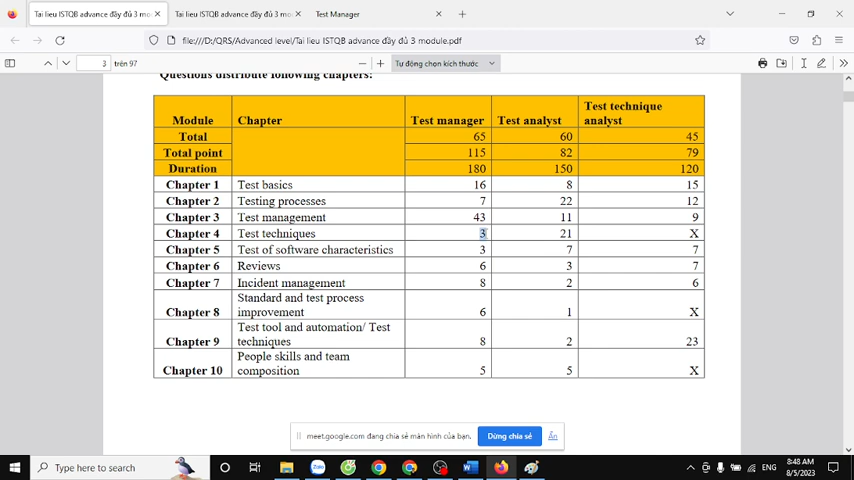 Tai lieu ISTQB advance đầy đủ 3 mo
Tai lieu ISTQB advance đầy đủ 3 mo
Test Manager
file:///D:/QRS/Advanced level/Tai lieu ISTQB advance đầy đủ 3 module.pdf
3 trên 97
Tự động chọn kích thước
Questions distribute following chapters:
Module Chapter Test manager Test analyst Test technique analyst
Total 65 60 45
Total point 115 82 79
Duration 180 150 120
Chapter 1 Test basics 16 8 15
Chapter 2 Testing processes 7 22 12
Chapter 3 Test management 43 11 9
Chapter 4 Test techniques 3 21 X
Chapter 5 Test of software characteristics 3 7 7
Chapter 6 Reviews 6 3 7
Chapter 7 Incident management 8 2 6
Chapter 8 Standard and test process improvement 6 1 X
Chapter 9 Test tool and automation/ Test techniques 8 2 23
Chapter 10 People skills and team composition 5 5 X
meet.google.com đang chia sẻ màn hình của bạn.
Dừng chia sẻ
Ẩn
Type here to search
Zalo
ENG
8:48 AM
8/5/2023